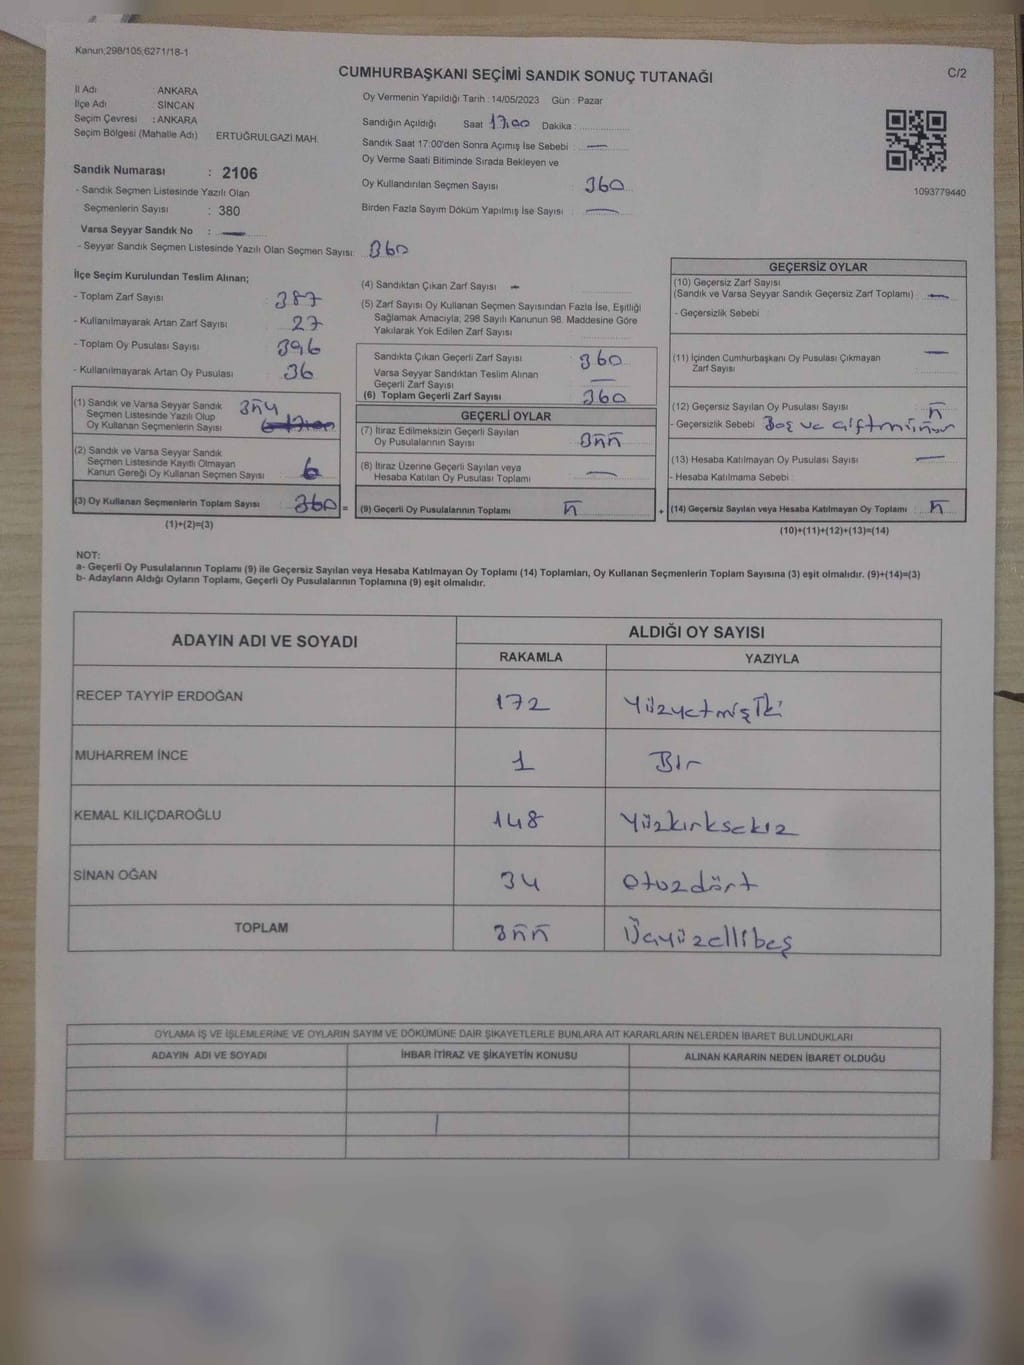 Kanun;298/105,6271/18-1
CUMHURBAŞKANI SEÇİMİ SANDIK SONUÇ TUTANAĞI
C/2
İl Adı : ANKARA
İlçe Adı : SİNCAN
Seçim Çevresi : ANKARA
Seçim Bölgesi (Mahalle Adı) ERTUĞRULGAZİ MAH.
Oy Vermenin Yapıldığı Tarih : 14/05/2023 Gün : Pazar
Sandığın Açıldığı Saat 17:00 Dakika :
Sandık Saat 17:00'den Sonra Açımış İse Sebebi : —
Oy Verme Saati Bitiminde Sırada Bekleyen ve
Oy Kullandırılan Seçmen Sayısı : 360
Birden Fazla Sayım Döküm Yapılmış İse Sayısı : —
1093779440
Sandık Numarası : 2106
- Sandık Seçmen Listesinde Yazılı Olan
Seçmenlerin Sayısı : 380
Varsa Seyyar Sandık No : —
- Seyyar Sandık Seçmen Listesinde Yazılı Olan Seçmen Sayısı: 360
İlçe Seçim Kurulundan Teslim Alınan;
- Toplam Zarf Sayısı : 387
- Kullanılmayarak Artan Zarf Sayısı : 27
- Toplam Oy Pusulası Sayısı : 396
- Kullanılmayarak Artan Oy Pusulası : 36
(1) Sandık ve Varsa Seyyar Sandık
Seçmen Listesinde Yazılı Olup
Oy Kullanan Seçmenlerin Sayısı 354
(2) Sandık ve Varsa Seyyar Sandık
Seçmen Listesinde Kayıtlı Olmayan
Kanun Gereği Oy Kullanan Seçmen Sayısı 6
(3) Oy Kullanan Seçmenlerin Toplam Sayısı 360 =
(1)+(2)=(3)
(4) Sandıktan Çıkan Zarf Sayısı : —
(5) Zarf Sayısı Oy Kullanan Seçmen Sayısından Fazla İse, Eşitliği
Sağlamak Amacıyla; 298 Sayılı Kanunun 98. Maddesine Göre
Yakılarak Yok Edilen Zarf Sayısı
Sandıkta Çıkan Geçerli Zarf Sayısı : 360
Varsa Seyyar Sandıktan Teslim Alınan
Geçerli Zarf Sayısı —
(6) Toplam Geçerli Zarf Sayısı : 360
GEÇERLİ OYLAR
(7) İtiraz Edilmeksizin Geçerli Sayılan
Oy Pusulalarının Sayısı : 355
(8) İtiraz Üzerine Geçerli Sayılan veya
Hesaba Katılan Oy Pusulası Toplamı : —
(9) Geçerli Oy Pusulalarının Toplamı : 5 +
GEÇERSİZ OYLAR
(10) Geçersiz Zarf Sayısı
(Sandık ve Varsa Seyyar Sandık Geçersiz Zarf Toplamı) : —
- Geçersizlik Sebebi
(11) İçinden Cumhurbaşkanı Oy Pusulası Çıkmayan
Zarf Sayısı : —
(12) Geçersiz Sayılan Oy Pusulası Sayısı : 5
- Geçersizlik Sebebi : Boş ve Çift mühür
(13) Hesaba Katılmayan Oy Pusulası Sayısı : —
- Hesaba Katılmama Sebebi :
(14) Geçersiz Sayılan veya Hesaba Katılmayan Oy Toplamı : 5
(10)+(11)+(12)+(13)=(14)
NOT:
a- Geçerli Oy Pusulalarının Toplamı (9) ile Geçersiz Sayılan veya Hesaba Katılmayan Oy Toplamı (14) Toplamları, Oy Kullanan Seçmenlerin Toplam Sayısına (3) eşit olmalıdır. (9)+(14)=(3)
b- Adayların Aldığı Oyların Toplamı, Geçerli Oy Pusulalarının Toplamına (9) eşit olmalıdır.
ADAYIN ADI VE SOYADI ALDIĞI OY SAYISI
RAKAMLA YAZIYLA
RECEP TAYYİP ERDOĞAN 172 Yüzyetmişİki
MUHARREM İNCE 1 Bir
KEMAL KILIÇDAROĞLU 148 Yüzkırksekiz
SİNAN OĞAN 34 otuzdört
TOPLAM 355 Üçyüzellibeş
OYLAMA İŞ VE İŞLEMLERİNE VE OYLARIN SAYIM VE DÖKÜMÜNE DAİR ŞİKAYETLERLE BUNLARA AİT KARARLARIN NELERDEN İBARET BULUNDUKLARI
ADAYIN ADI VE SOYADI İHBAR İTİRAZ VE ŞİKAYETİN KONUSU ALINAN KARARIN NEDEN İBARET OLDUĞU